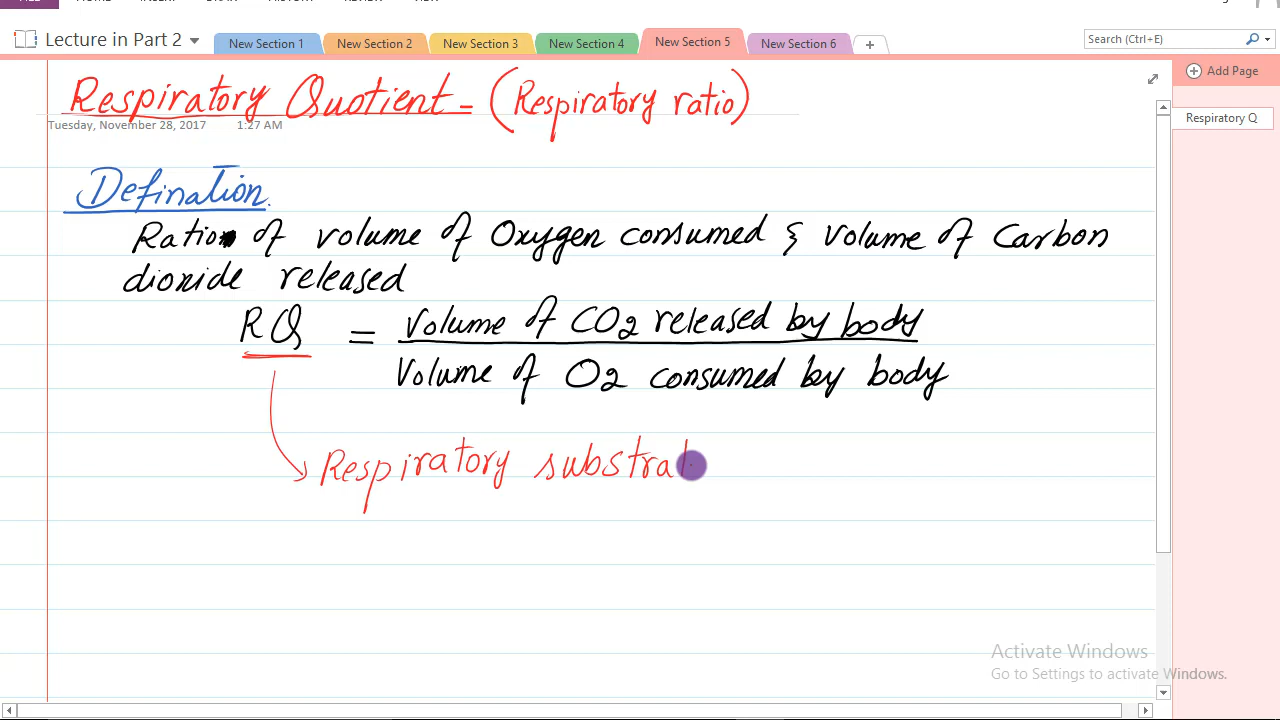 Lecture in Part 2
New Section 1
New Section 2
New Section 3
New Section 4
New Section 5
New Section 6
Search (Ctrl+E)
Add Page
Respiratory Q
Respiratory Quotient = (Respiratory ratio)
Tuesday, November 28, 2017 1:27 AM
Defination
Ratio of volume of Oxygen consumed & volume of Carbon
dioxide released
RQ = Volume of CO2 released by body
Volume of O2 consumed by body
Respiratory substrat
Activate Windows
Go to Settings to activate Windows.